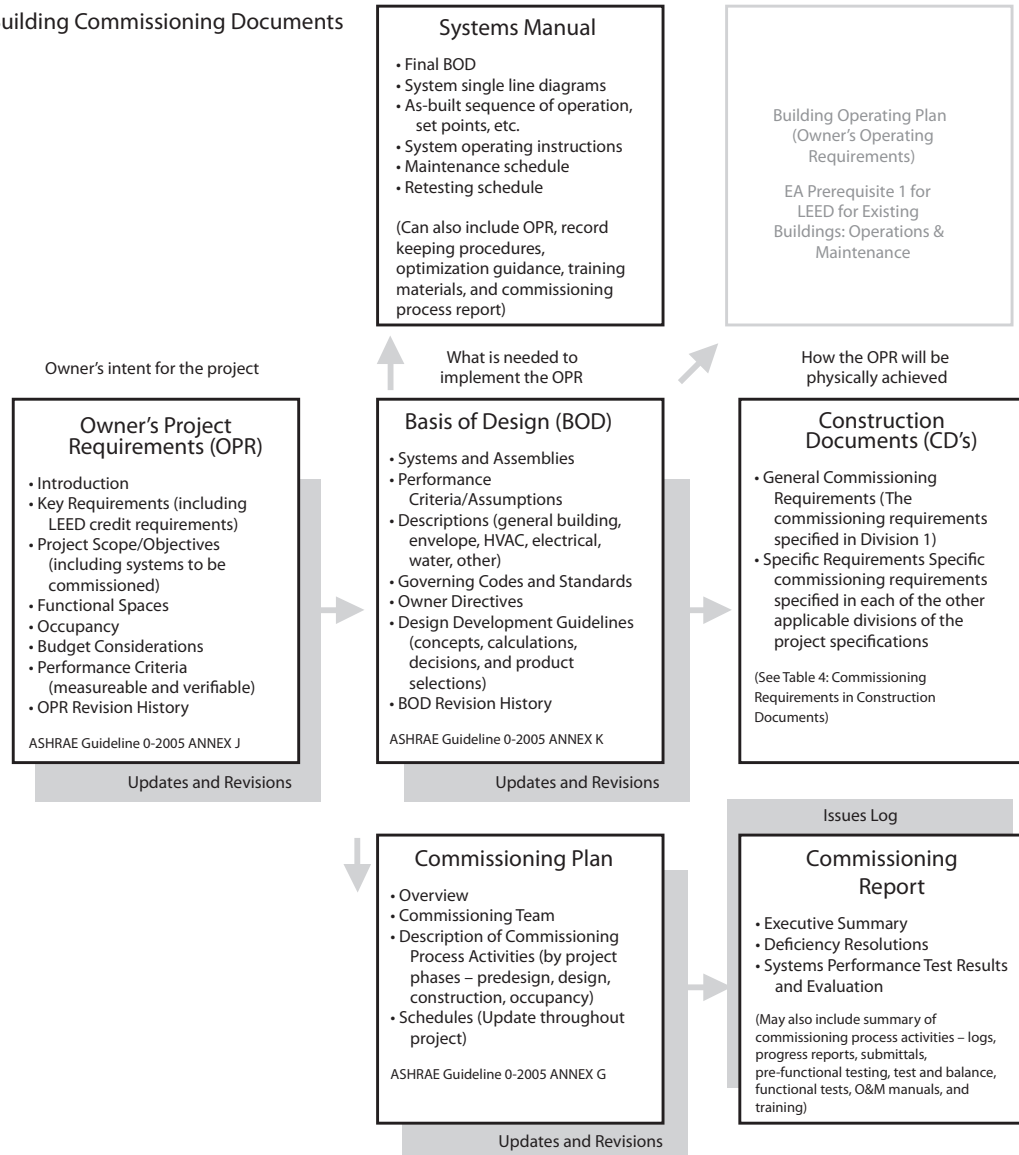 uilding Commissioning Documents
Systems Manual
• Final BOD
• System single line diagrams
• As-built sequence of operation,
set points, etc.
• System operating instructions
• Maintenance schedule
• Retesting schedule
(Can also include OPR, record
keeping procedures,
optimization guidance, training
materials, and commissioning
process report)
Building Operating Plan
(Owner's Operating
Requirements)
EA Prerequisite 1 for
LEED for Existing
Buildings: Operations &
Maintenance
Owner's intent for the project
What is needed to
implement the OPR
How the OPR will be
physically achieved
Owner's Project
Requirements (OPR)
• Introduction
• Key Requirements (including
LEED credit requirements)
• Project Scope/Objectives
(including systems to be
commissioned)
• Functional Spaces
• Occupancy
• Budget Considerations
• Performance Criteria
(measureable and verifiable)
• OPR Revision History
ASHRAE Guideline 0-2005 ANNEX J
Updates and Revisions
Basis of Design (BOD)
• Systems and Assemblies
• Performance
Criteria/Assumptions
• Descriptions (general building,
envelope, HVAC, electrical,
water, other)
• Governing Codes and Standards
• Owner Directives
• Design Development Guidelines
(concepts, calculations,
decisions, and product
selections)
• BOD Revision History
ASHRAE Guideline 0-2005 ANNEX K
Updates and Revisions
Construction
Documents (CD's)
• General Commissioning
Requirements (The
commissioning requirements
specified in Division 1)
• Specific Requirements Specific
commissioning requirements
specified in each of the other
applicable divisions of the
project specifications
(See Table 4: Commissioning
Requirements in Construction
Documents)
Commissioning Plan
• Overview
• Commissioning Team
• Description of Commissioning
Process Activities (by project
phases – predesign, design,
construction, occupancy)
• Schedules (Update throughout
project)
ASHRAE Guideline 0-2005 ANNEX G
Updates and Revisions
Issues Log
Commissioning
Report
• Executive Summary
• Deficiency Resolutions
• Systems Performance Test Results
and Evaluation
(May also include summary of
commissioning process activities – logs,
progress reports, submittals,
pre-functional testing, test and balance,
functional tests, O&M manuals, and
training)